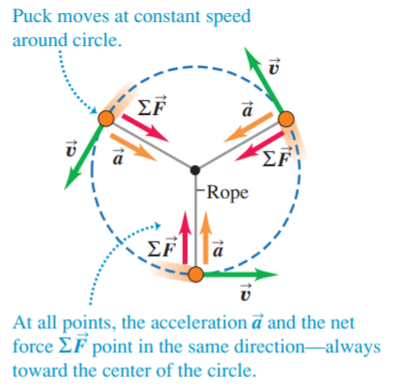 Puck moves at constant speed
around circle.
v⃗
ΣF⃗
a⃗
v⃗
a⃗
ΣF⃗
Rope
ΣF⃗
a⃗
v⃗
At all points, the acceleration a⃗ and the net
force ΣF⃗ point in the same direction—always
toward the center of the circle.